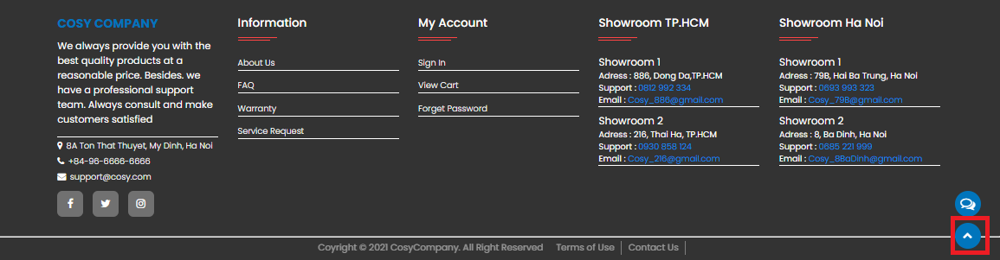 COSY COMPANY
We always provide you with the
best quality products at a
reasonable price. Besides. we
have a professional support
team. Always consult and make
customers satisfied
8A Ton That Thuyet, My Dinh, Ha Noi
+84-96-6666-6666
support@cosy.com
Information
About Us
FAQ
Warranty
Service Request
My Account
Sign In
View Cart
Forget Password
Showroom TP.HCM
Showroom 1
Adress : 886, Dong Da,TP.HCM
Support : 0812 992 334
Email : Cosy_886@gmail.com
Showroom 2
Adress : 216, Thai Ha, TP.HCM
Support : 0930 858 124
Email : Cosy_216@gmail.com
Showroom Ha Noi
Showroom 1
Adress : 79B, Hai Ba Trung, Ha Noi
Support : 0693 993 323
Email : Cosy_79B@gmail.com
Showroom 2
Adress : 8, Ba Dinh, Ha Noi
Support : 0685 221 999
Email : Cosy_8BaDinh@gmail.com
Coyright © 2021 CosyCompany. All Right Reserved Terms of Use Contact Us